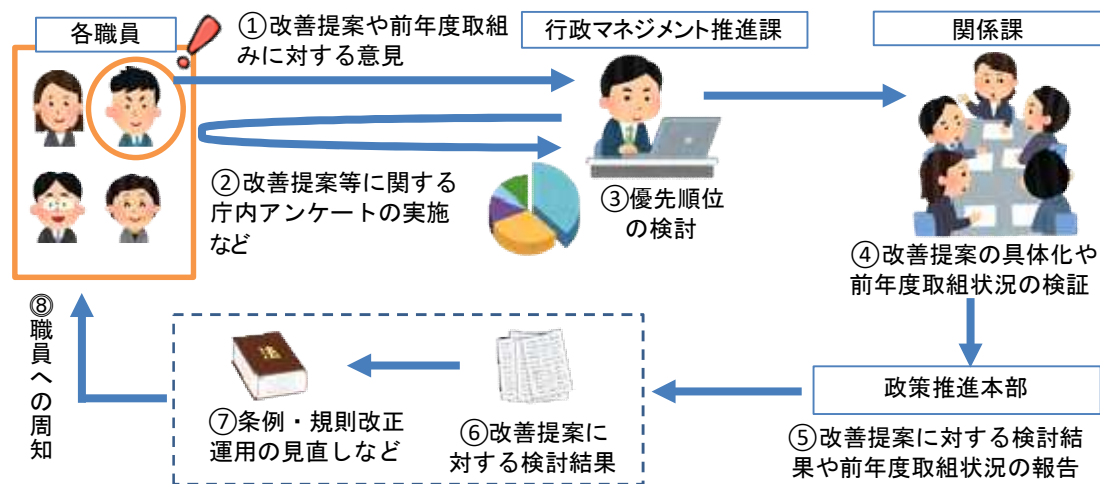 各職員
①改善提案や前年度取組
みに対する意見
行政マネジメント推進課
関係課
②改善提案等に関する
庁内アンケートの実施
など
③優先順位
の検討
④改善提案の具体化や
前年度取組状況の検証
政策推進本部
⑤改善提案に対する検討結
果や前年度取組状況の報告
⑥改善提案に
対する検討結果
法
⑦条例・規則改正
運用の見直しなど
⑧職員への周知